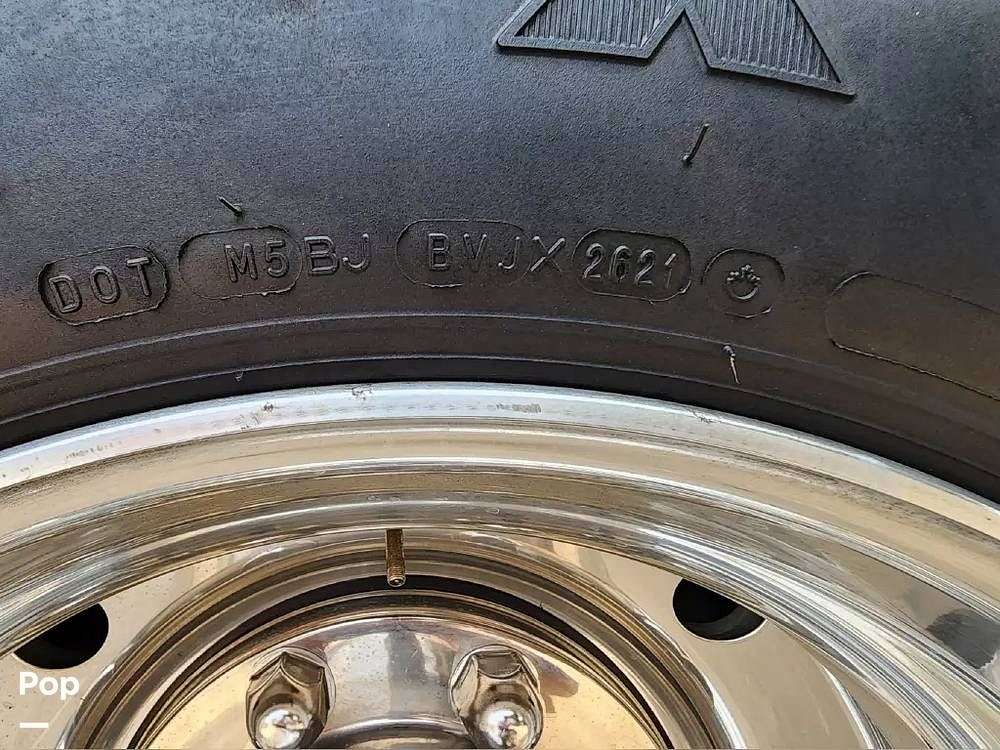 DOT M5BJ BVJX 2621
Pop